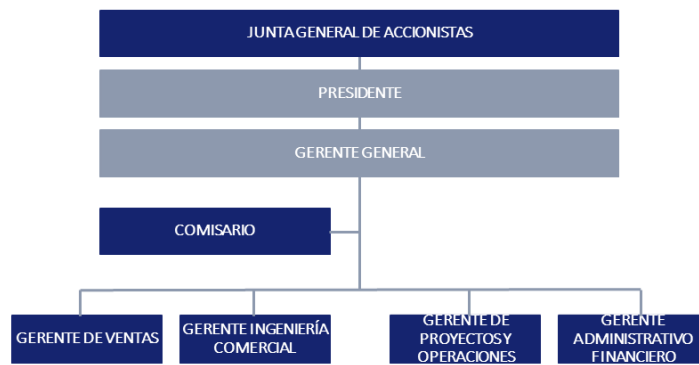 JUNTA GENERAL DE ACCIONISTAS
PRESIDENTE
GERENTE GENERAL
COMISARIO
GERENTE DE VENTAS
GERENTE INGENIERÍA
COMERCIAL
GERENTE DE
PROYECTOS Y
OPERACIONES
GERENTE
ADMINISTRATIVO
FINANCIERO